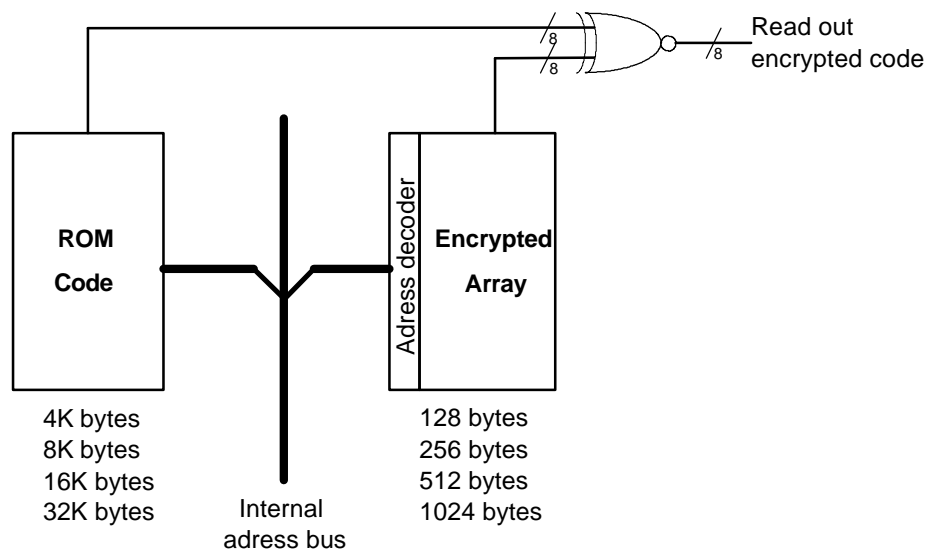 8
8
8
Read out
encrypted code
ROM
Code
Adress decoder
Encrypted
Array
4K bytes
8K bytes
16K bytes
32K bytes
128 bytes
256 bytes
512 bytes
1024 bytes
Internal
adress bus